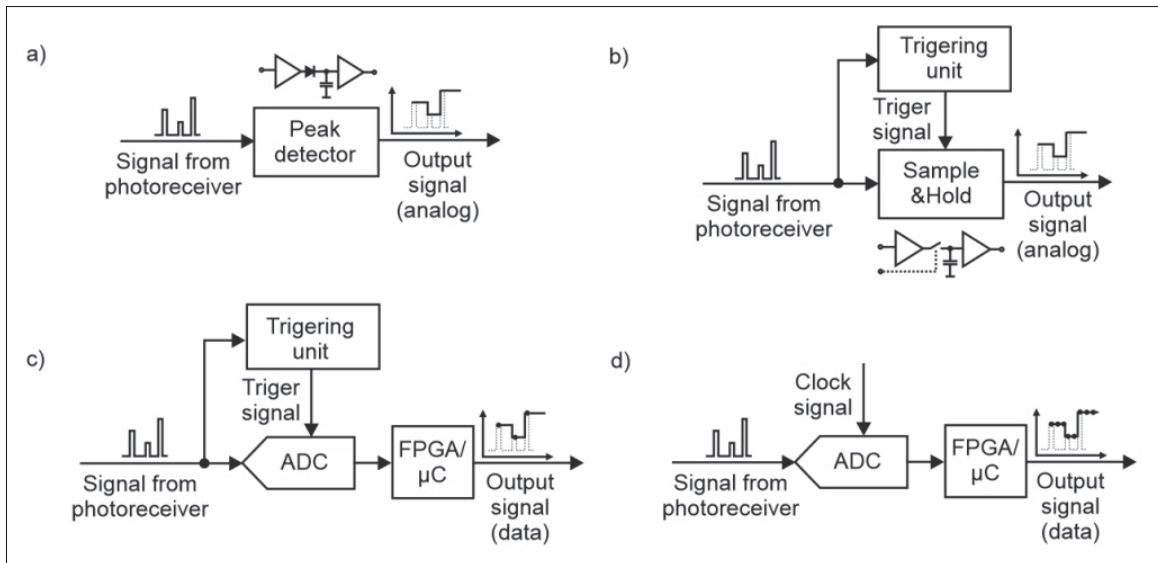 a)
Signal from
photoreceiver
Peak
detector
Output
signal
(analog)
b)
Trigering
unit
Triger
signal
Signal from
photoreceiver
Sample
&Hold
Output
signal
(analog)
c)
Trigering
unit
Triger
signal
Signal from
photoreceiver
ADC
FPGA/
μC
Output
signal
(data)
d)
Clock
signal
Signal from
photoreceiver
ADC
FPGA/
μC
Output
signal
(data)